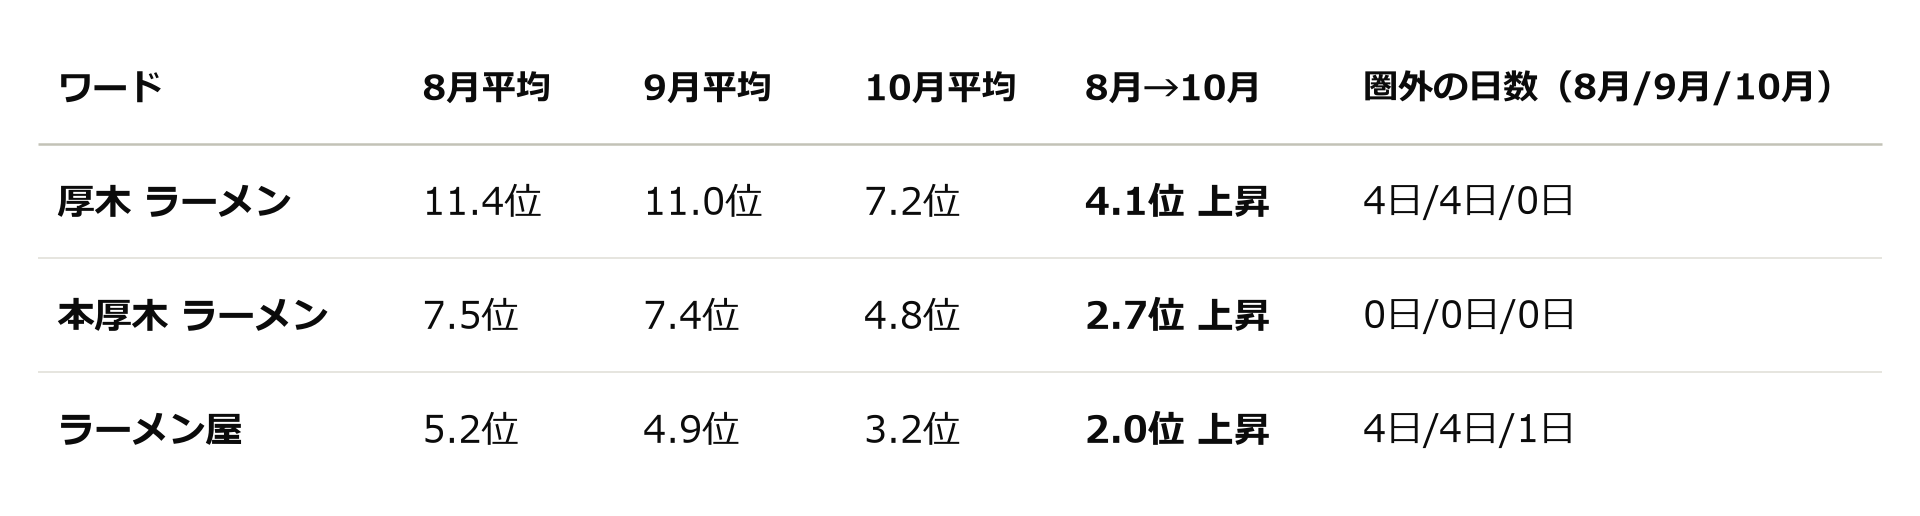 ワード 8月平均 9月平均 10月平均 8月→10月 圏外の日数（8月/9月/10月）
厚木 ラーメン 11.4位 11.0位 7.2位 4.1位 上昇 4日/4日/0日
本厚木 ラーメン 7.5位 7.4位 4.8位 2.7位 上昇 0日/0日/0日
ラーメン屋 5.2位 4.9位 3.2位 2.0位 上昇 4日/4日/1日